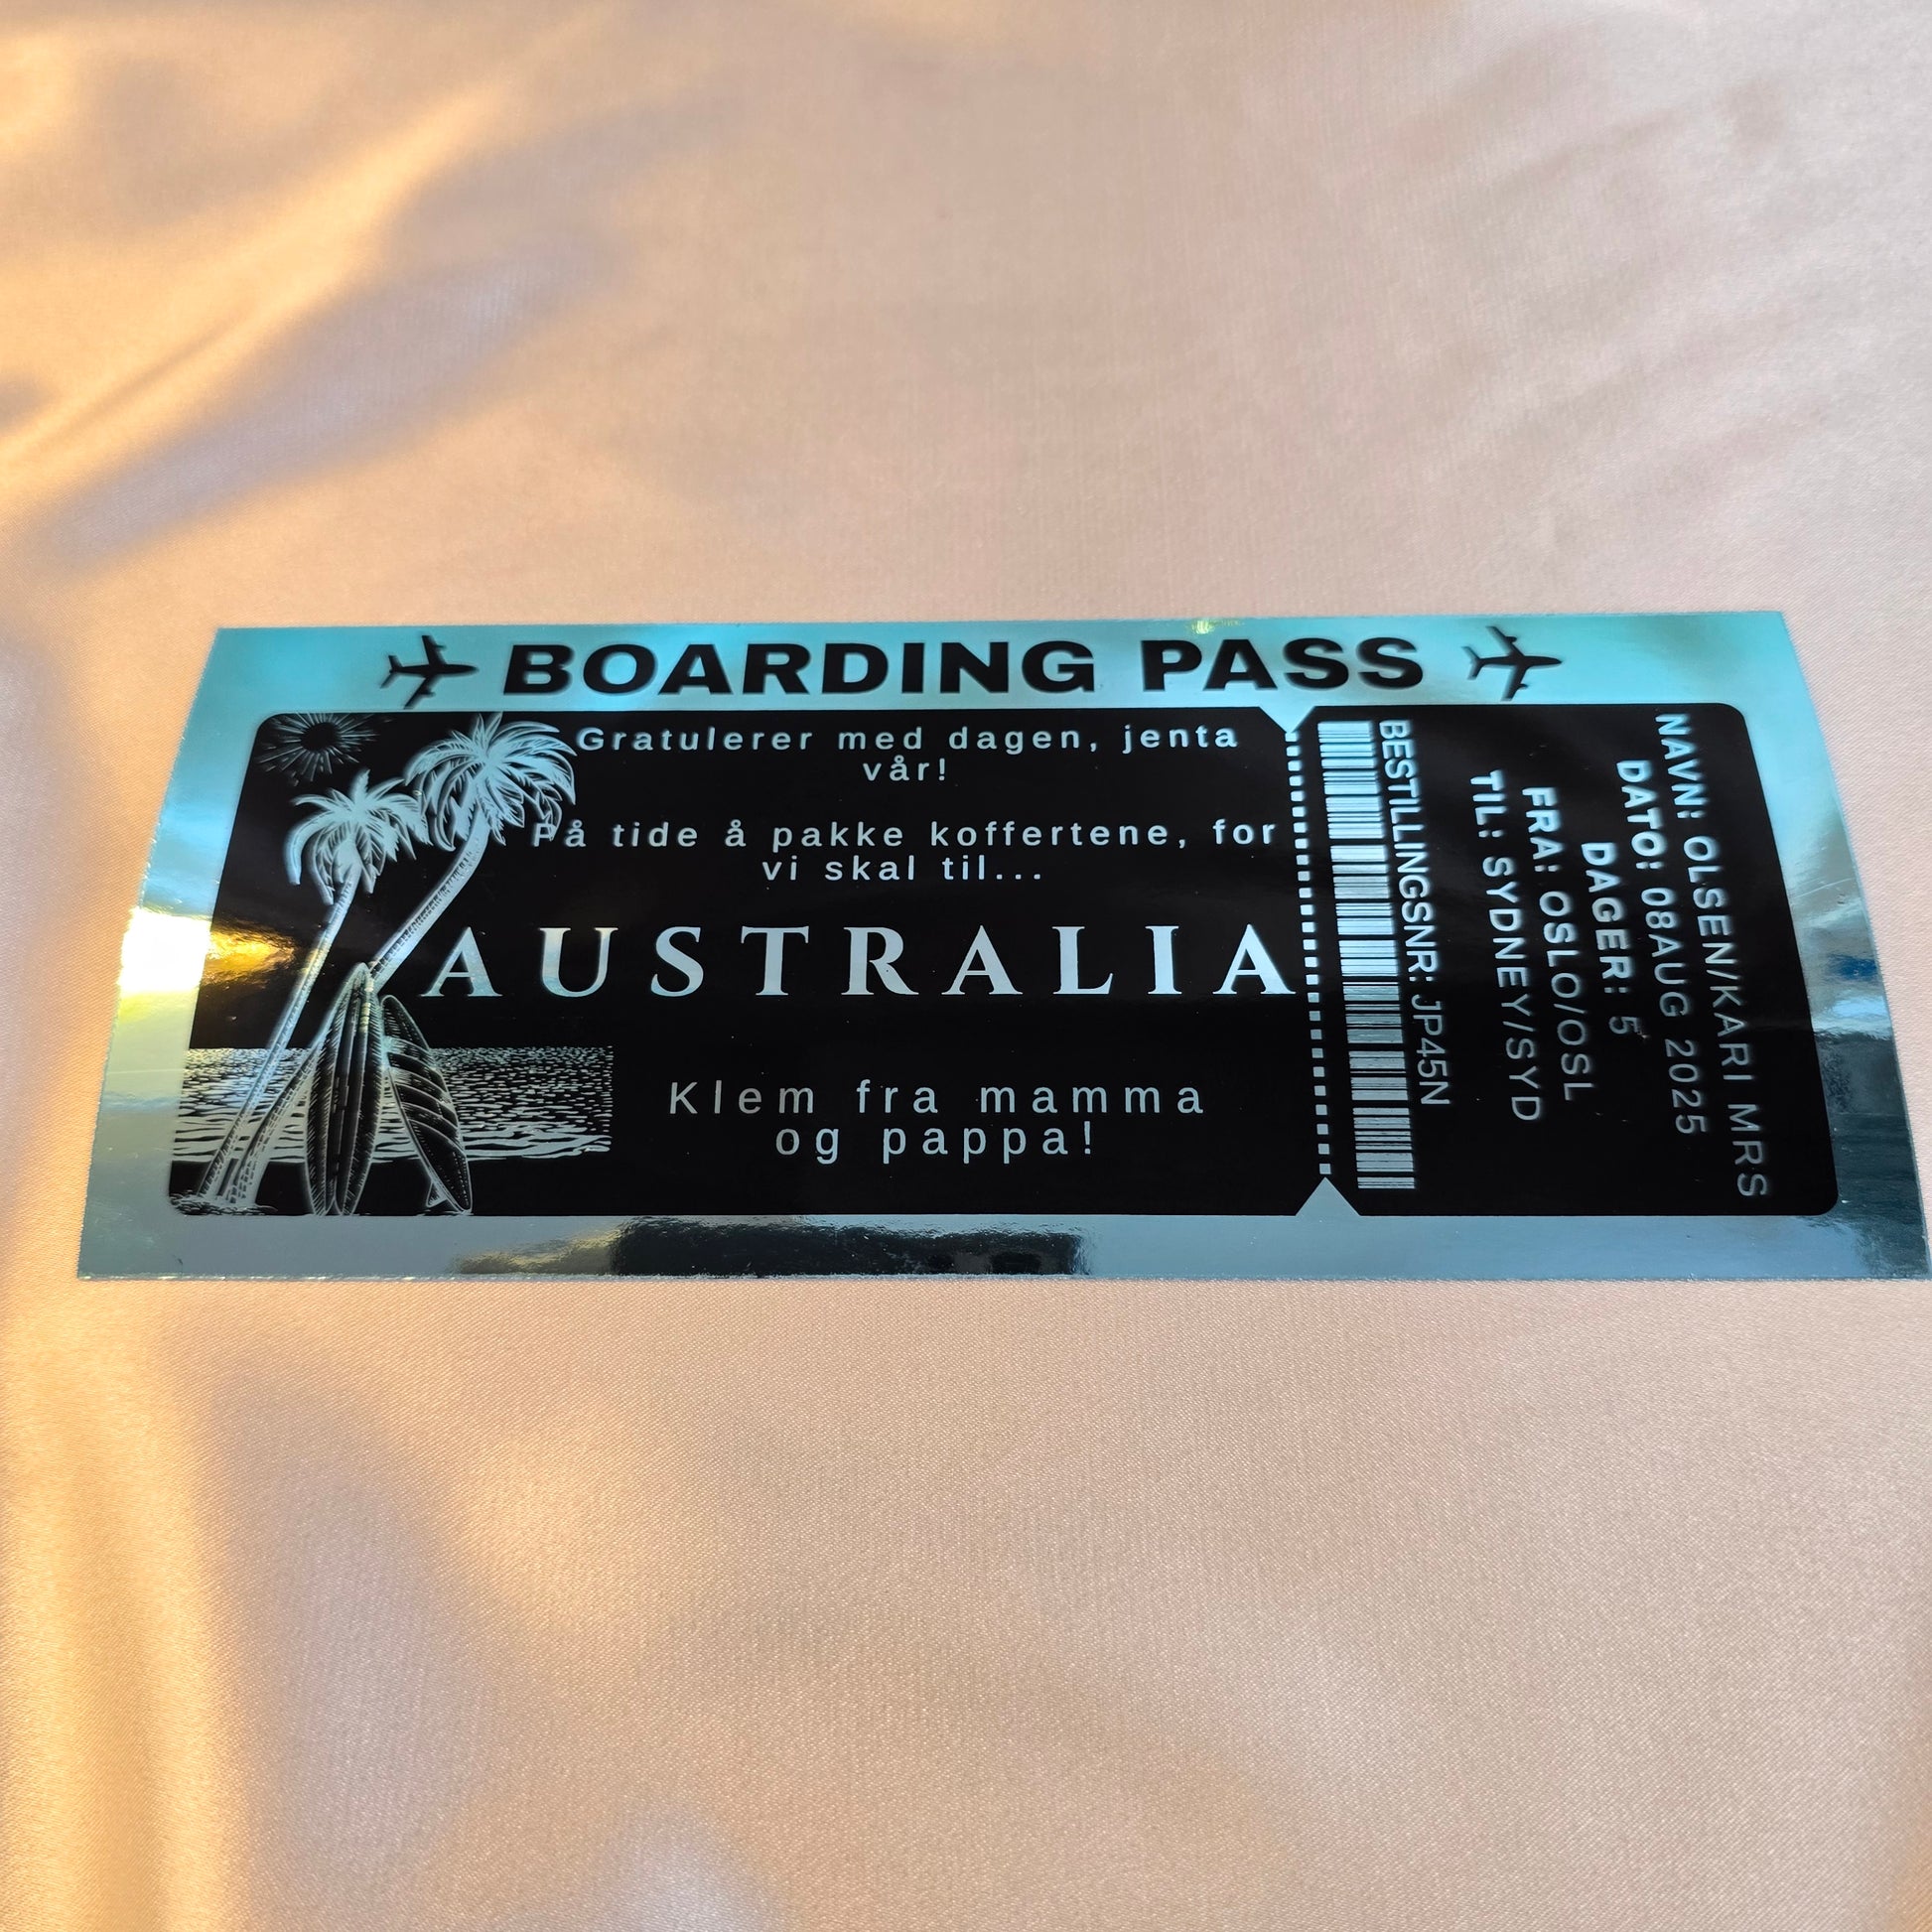 BOARDING PASS
Gratulerer med dagen, jenta
vår!
På tide å pakke koffertene, for
vi skal til...
AUSTRALIA
Klem fra mamma
og pappa!
NAVN: OLSEN/KARI MRS
DATO: 08AUG 2025
DAGER: 5
FRA: OSLO/OSL
TIL: SYDNEY/SYD
BESTILLINGSNR: JP45N